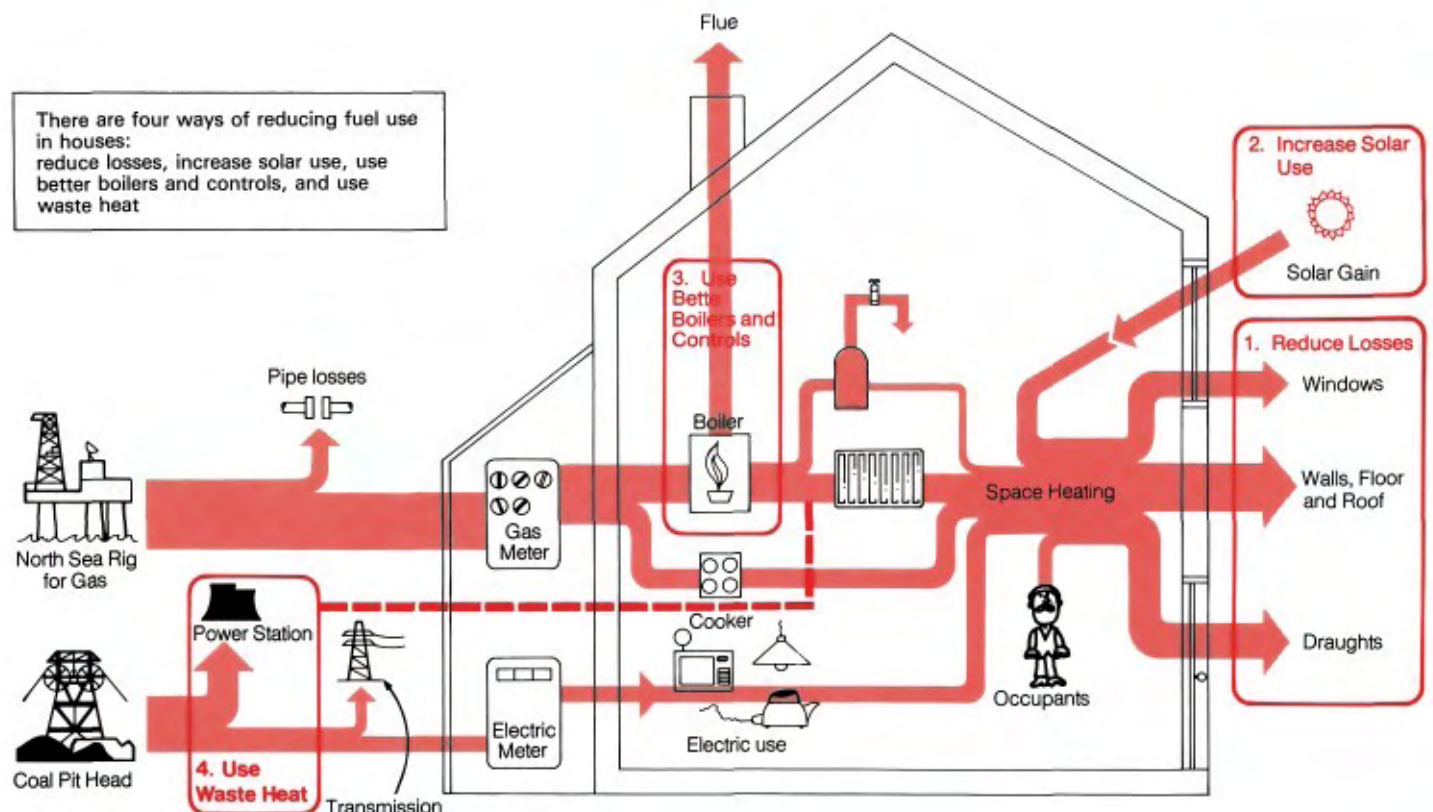 Flue
There are four ways of reducing fuel use
in houses:
reduce losses, increase solar use, use
better boilers and controls, and use
waste heat
2. Increase Solar
Use
Solar Gain
3. Use
Bette
Boilers and
Controls
1. Reduce Losses
Windows
Pipe losses
Boiler
Walls, Floor
and Roof
Space Heating
Gas
Meter
North Sea Rig
for Gas
Cooker
Power Station
Draughts
Occupants
Electric
Meter
Electric use
Coal Pit Head
4. Use
Waste Heat
Transmission